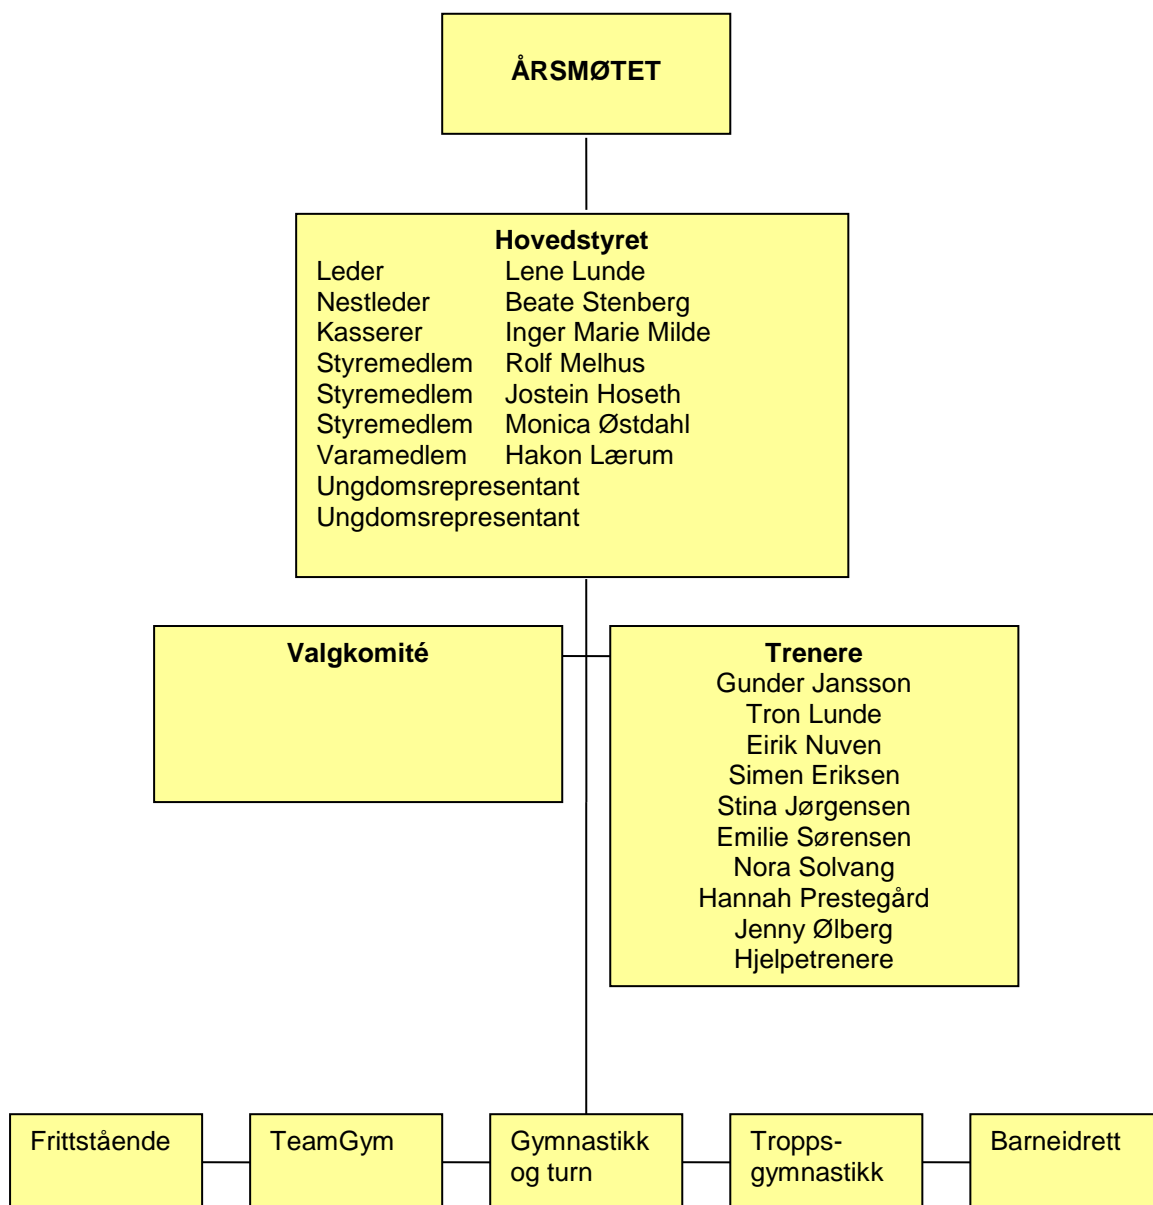 ÅRSMØTET
Hovedstyret
Leder Lene Lunde
Nestleder Beate Stenberg
Kasserer Inger Marie Milde
Styremedlem Rolf Melhus
Styremedlem Jostein Hoseth
Styremedlem Monica Østdahl
Varamedlem Hakon Lærum
Ungdomsrepresentant
Ungdomsrepresentant
Valgkomité
Trenere
Gunder Jansson
Tron Lunde
Eirik Nuven
Simen Eriksen
Stina Jørgensen
Emilie Sørensen
Nora Solvang
Hannah Prestegård
Jenny Ølberg
Hjelpetrenere
Frittstående
TeamGym
Gymnastikk
og turn
Tropps-
gymnastikk
Barneidrett